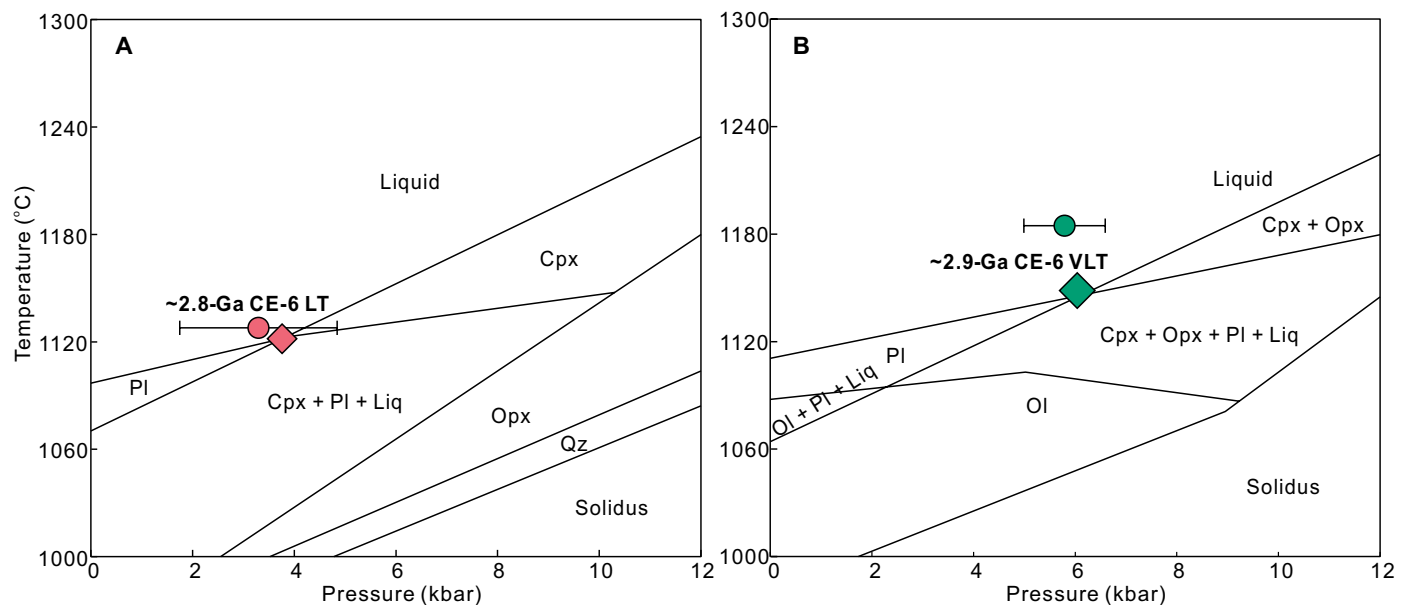 A
1300
1240
1180
1120
1060
1000
Temperature (°C)
Liquid
Cpx
~2.8-Ga CE-6 LT
Pl
Cpx + Pl + Liq
Opx
Qz
Solidus
0 2 4 6 8 10 12
Pressure (kbar)
B
1300
1240
1180
1120
1060
1000
Liquid
Cpx + Opx
~2.9-Ga CE-6 VLT
Cpx + Opx + Pl + Liq
Pl
Ol + Pl + Liq
Ol
Solidus
0 2 4 6 8 10 12
Pressure (kbar)